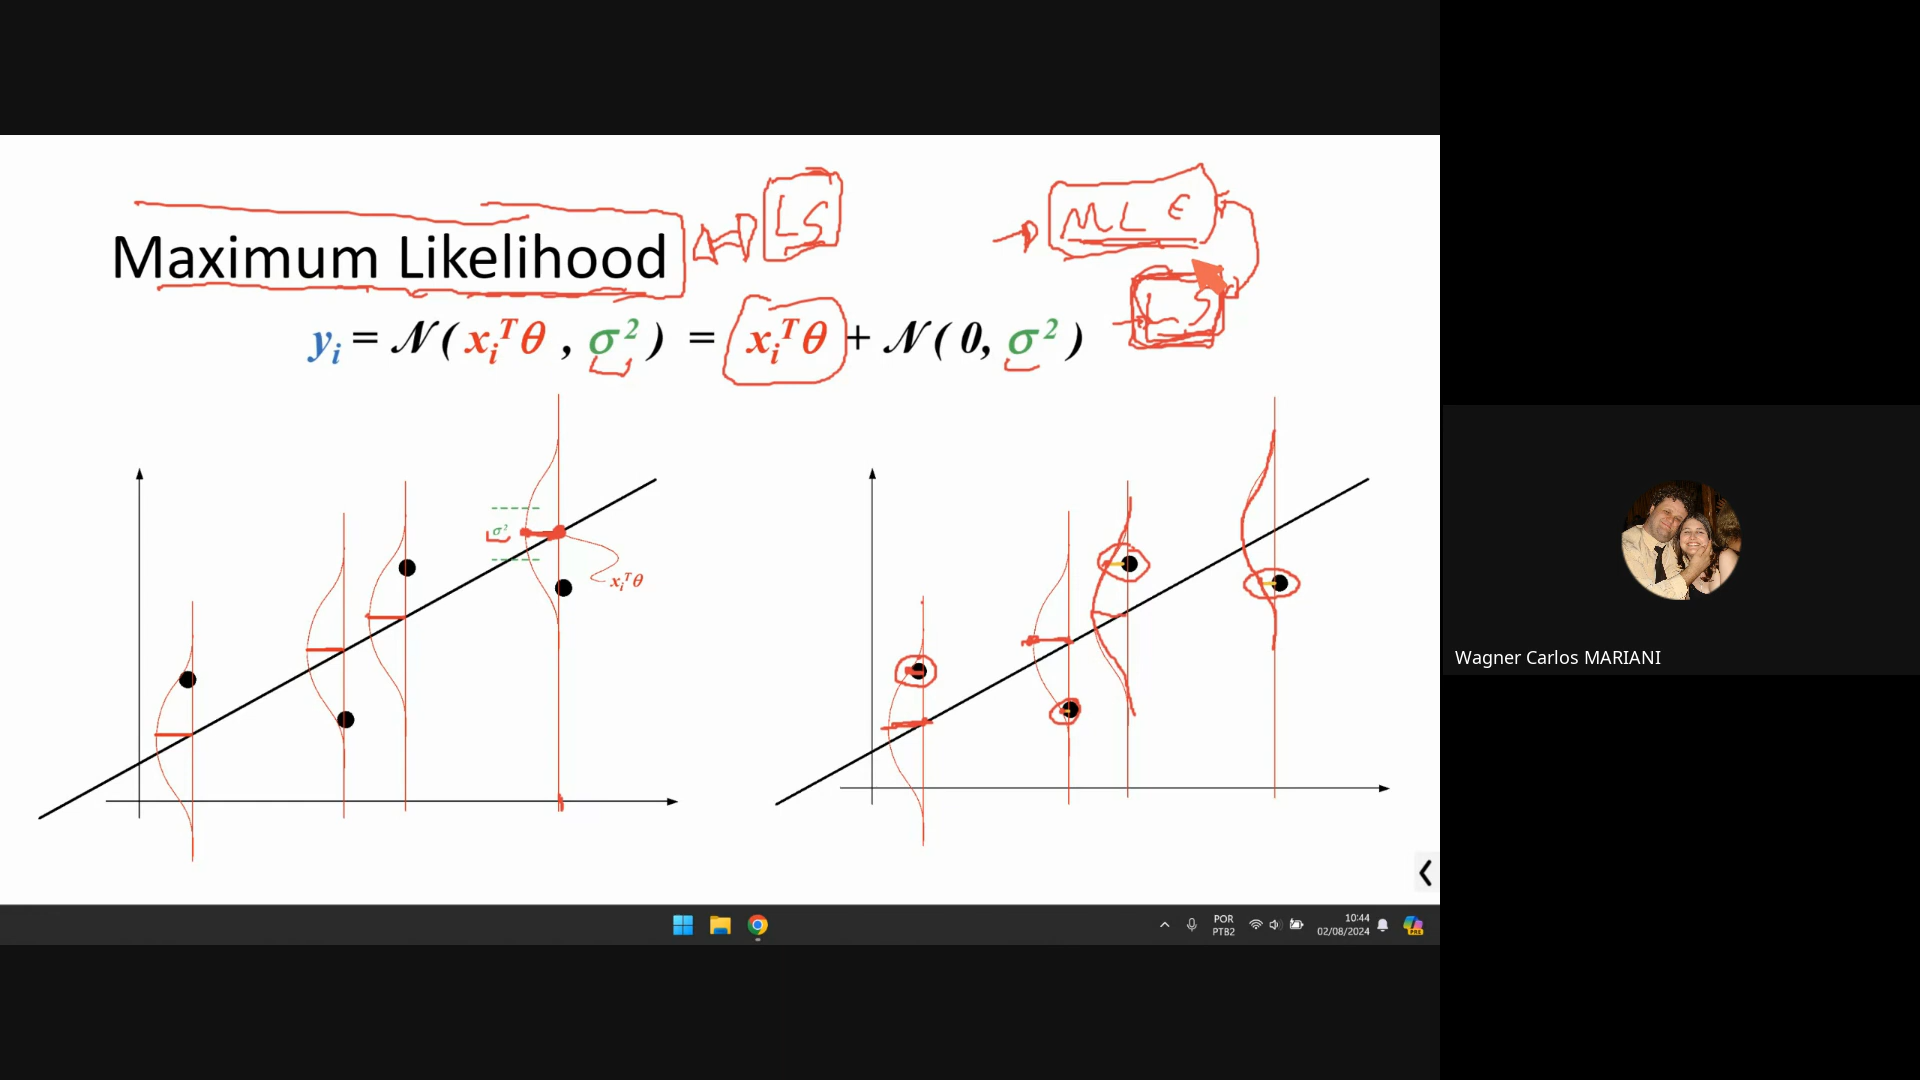 LS
MLE
Maximum Likelihood
LS
yᵢ = 𝒩( xᵢᵀθ , σ² ) = xᵢᵀθ + 𝒩( 0, σ² )
σ²
xᵢᵀθ
Wagner Carlos MARIANI
POR
PTB2
10:44
02/08/2024
PRE